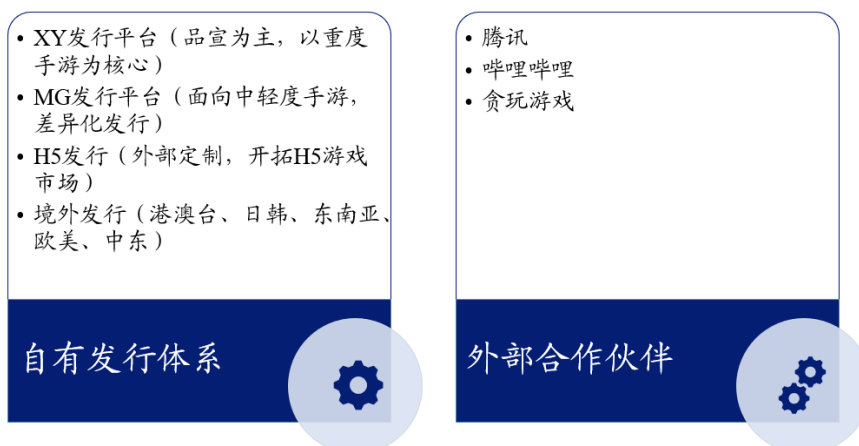 • XY发行平台（品宣为主，以重度
手游为核心）
• MG发行平台（面向中轻度手游，
差异化发行）
• H5发行（外部定制，开拓H5游戏
市场）
• 境外发行（港澳台、日韩、东南亚、
欧美、中东）
自有发行体系
• 腾讯
• 哔哩哔哩
• 贪玩游戏
外部合作伙伴